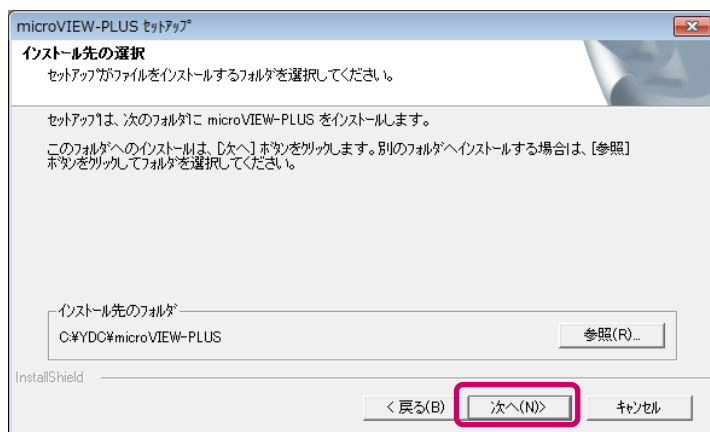 microVIEW-PLUS セットアップ
インストール先の選択
セットアップがファイルをインストールするフォルダを選択してください。
セットアップは、次のフォルダに microVIEW-PLUS をインストールします。
このフォルダへのインストールは、[次へ] ボタンをクリックします。別のフォルダへインストールする場合は、[参照]
ボタンをクリックしてフォルダを選択してください。
インストール先のフォルダ
C:¥YDC¥microVIEW-PLUS
参照(R)...
InstallShield
< 戻る(B)
次へ(N)>
キャンセル